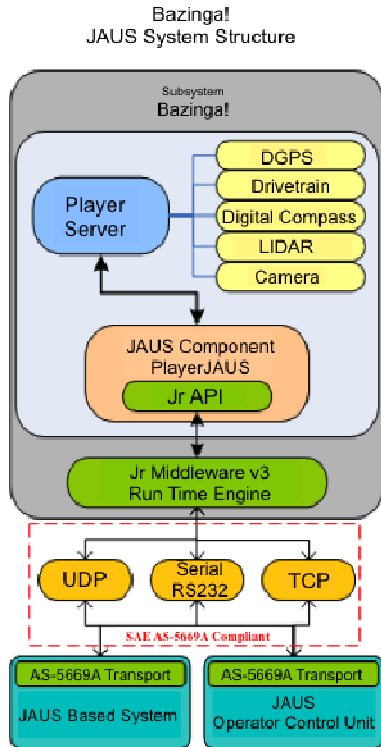 Bazinga!
JAUS System Structure
Subsystem
Bazinga!
Player
Server
DGPS
Drivetrain
Digital Compass
LIDAR
Camera
JAUS Component
PlayerJAUS
Jr API
Jr Middleware v3
Run Time Engine
UDP
Serial
RS232
TCP
SAE AS-5669A Compliant
AS-5669A Transport
JAUS Based System
AS-5669A Transport
JAUS
Operator Control Unit